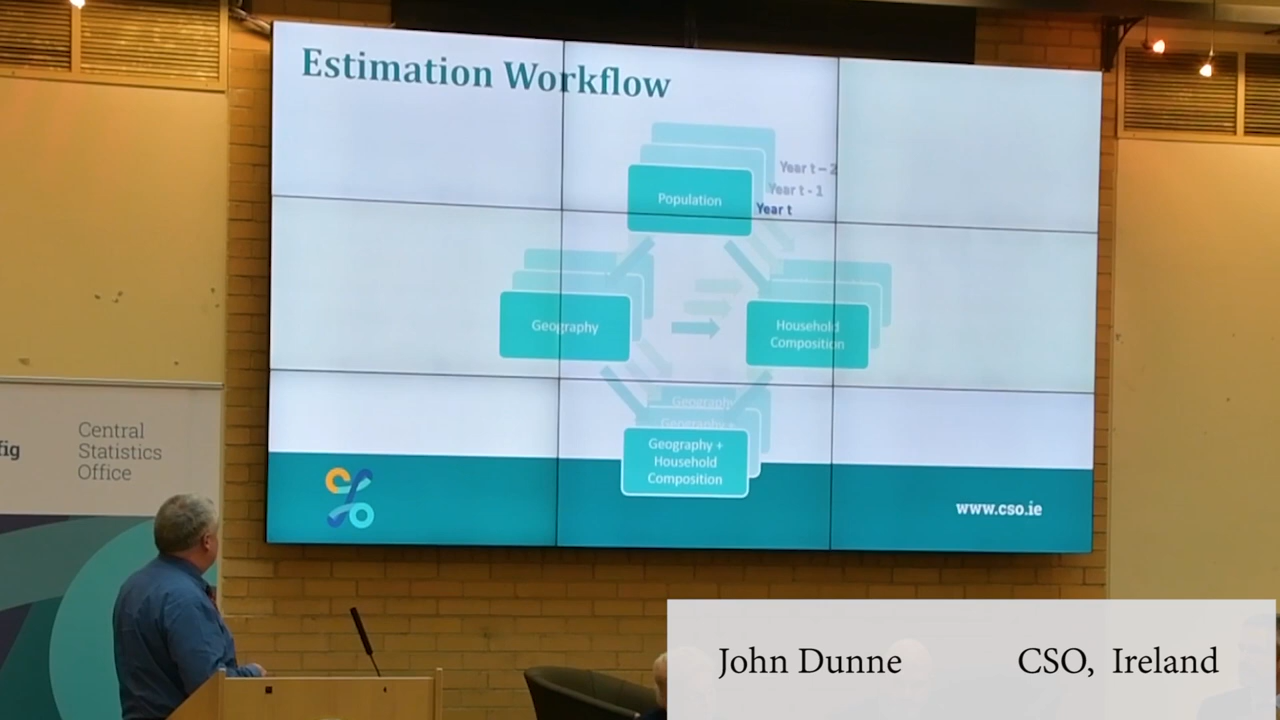 Estimation Workflow
Year t – 2
Year t - 1
Year t
Population
Geography
Household
Composition
Geography
Geography +
Geography +
Household
Composition
www.cso.ie
fig
Central
Statistics
Office
John Dunne CSO, Ireland